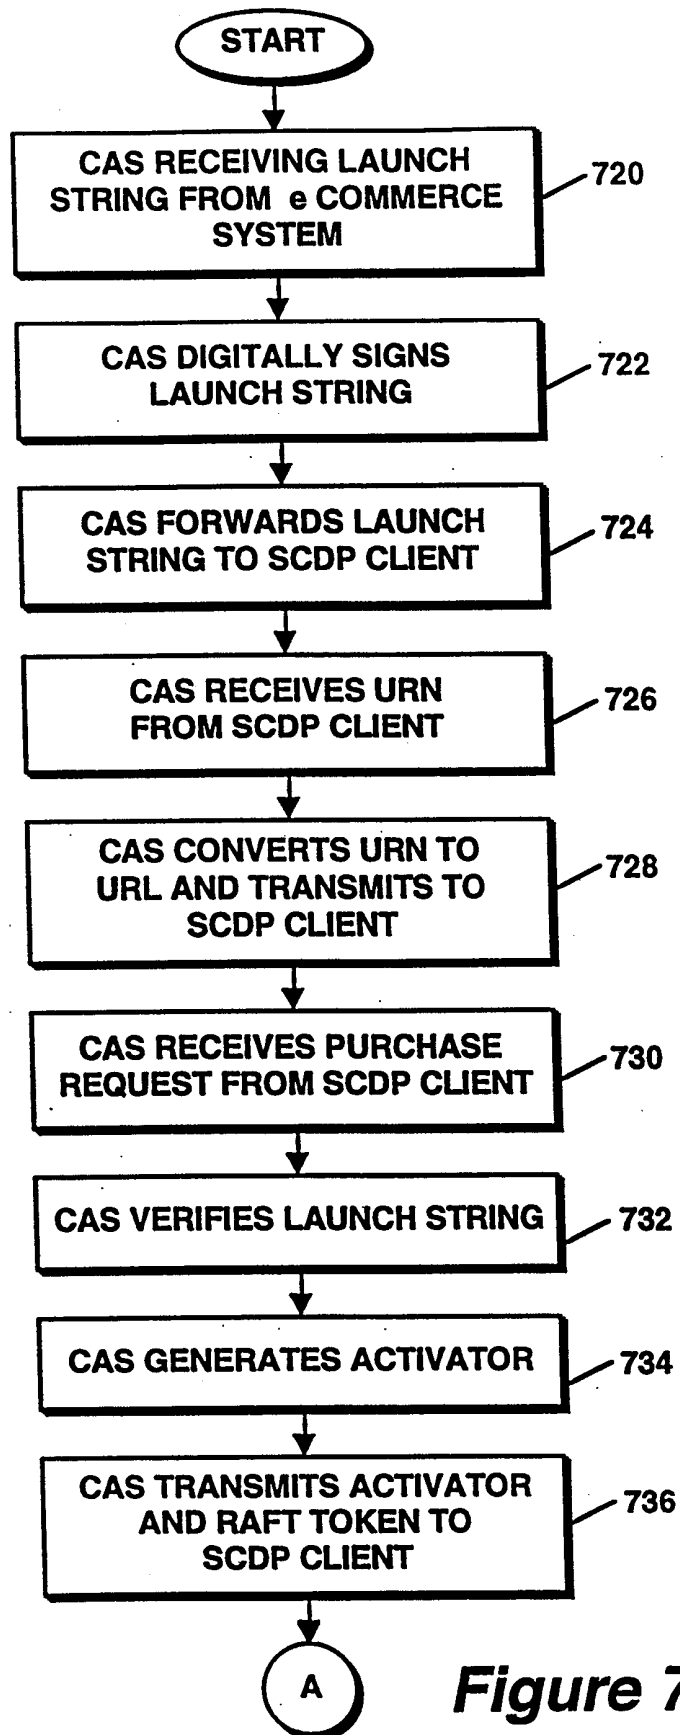 START
CAS RECEIVING LAUNCH
STRING FROM e COMMERCE
SYSTEM
720
CAS DIGITALLY SIGNS
LAUNCH STRING
722
CAS FORWARDS LAUNCH
STRING TO SCDP CLIENT
724
CAS RECEIVES URN
FROM SCDP CLIENT
726
CAS CONVERTS URN TO
URL AND TRANSMITS TO
SCDP CLIENT
728
CAS RECEIVES PURCHASE
REQUEST FROM SCDP CLIENT
730
CAS VERIFIES LAUNCH STRING
732
CAS GENERATES ACTIVATOR
734
CAS TRANSMITS ACTIVATOR
AND RAFT TOKEN TO
SCDP CLIENT
736
A
Figure 7